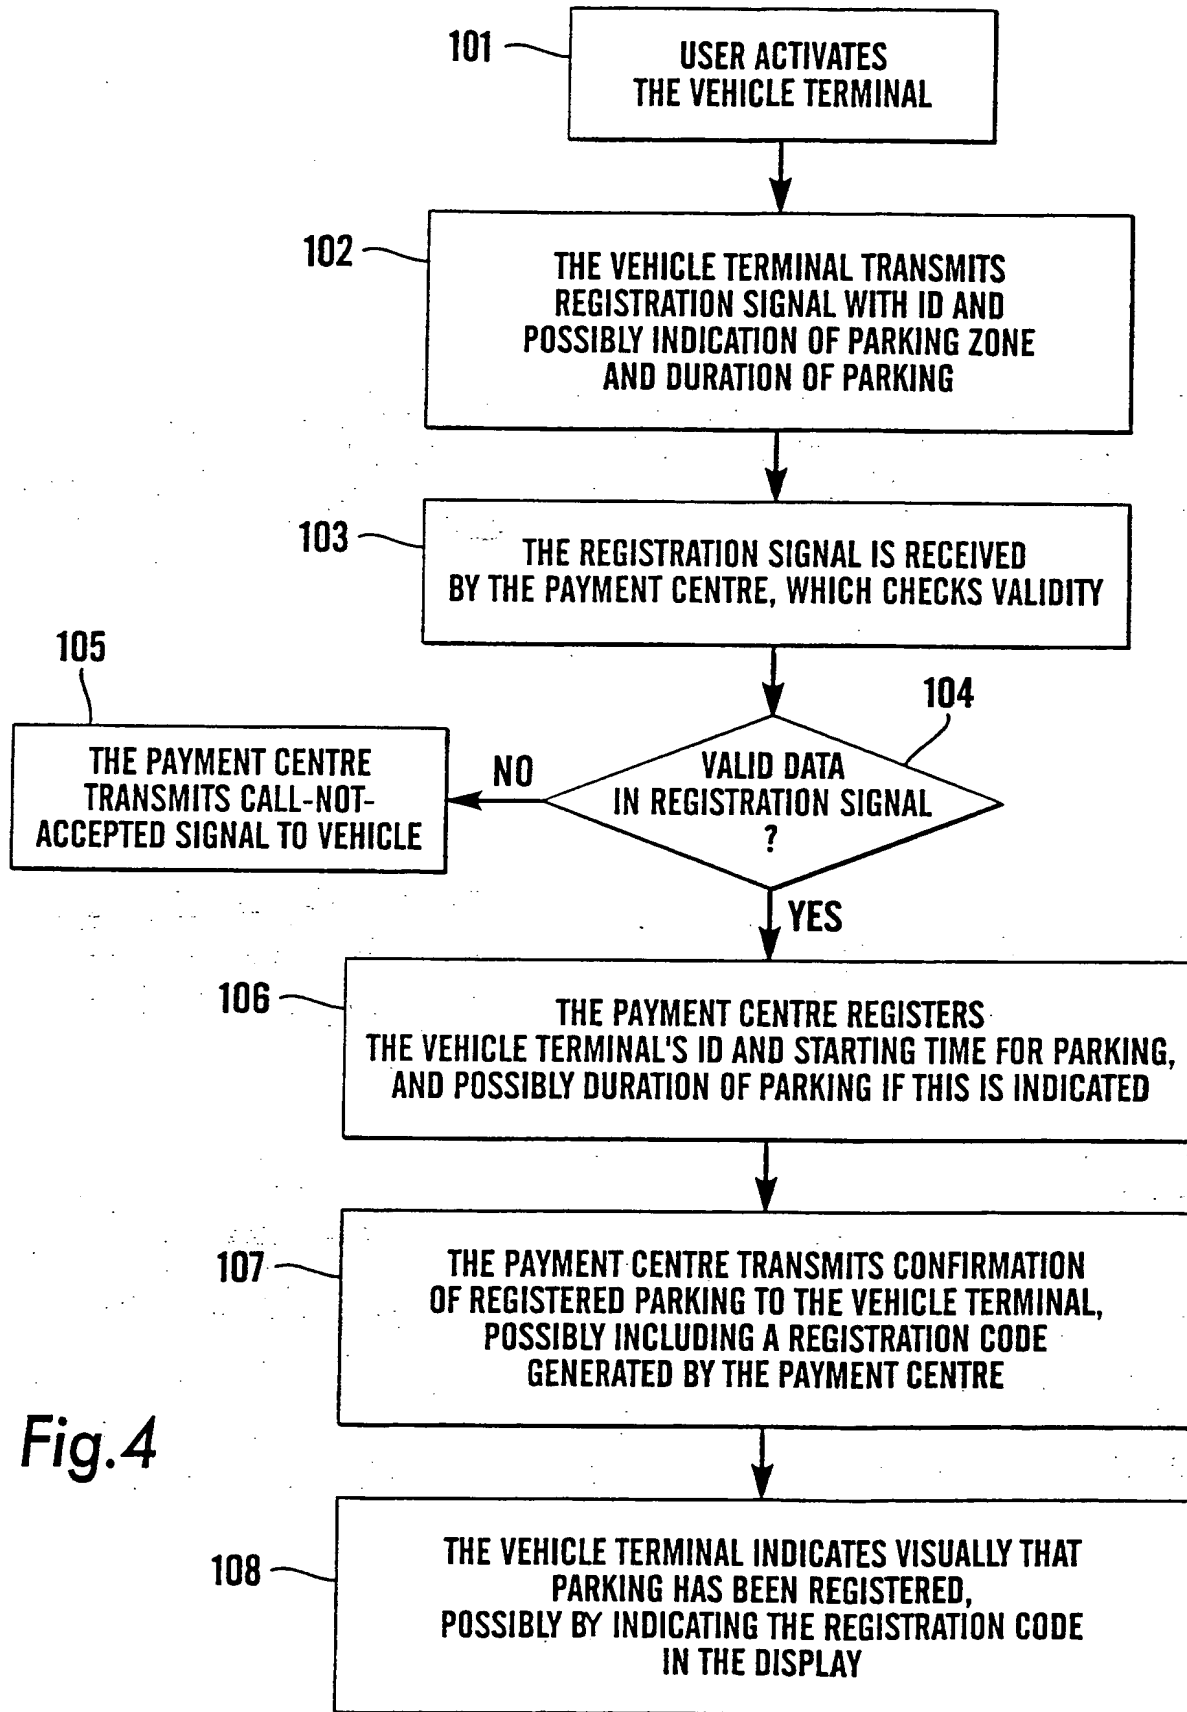 101
USER ACTIVATES
THE VEHICLE TERMINAL
102
THE VEHICLE TERMINAL TRANSMITS
REGISTRATION SIGNAL WITH ID AND
POSSIBLY INDICATION OF PARKING ZONE
AND DURATION OF PARKING
103
THE REGISTRATION SIGNAL IS RECEIVED
BY THE PAYMENT CENTRE, WHICH CHECKS VALIDITY
105
THE PAYMENT CENTRE
TRANSMITS CALL-NOT-
ACCEPTED SIGNAL TO VEHICLE
NO
104
VALID DATA
IN REGISTRATION SIGNAL
?
YES
106
THE PAYMENT CENTRE REGISTERS
THE VEHICLE TERMINAL'S ID AND STARTING TIME FOR PARKING,
AND POSSIBLY DURATION OF PARKING IF THIS IS INDICATED
107
THE PAYMENT CENTRE TRANSMITS CONFIRMATION
OF REGISTERED PARKING TO THE VEHICLE TERMINAL,
POSSIBLY INCLUDING A REGISTRATION CODE
GENERATED BY THE PAYMENT CENTRE
Fig.4
108
THE VEHICLE TERMINAL INDICATES VISUALLY THAT
PARKING HAS BEEN REGISTERED,
POSSIBLY BY INDICATING THE REGISTRATION CODE
IN THE DISPLAY